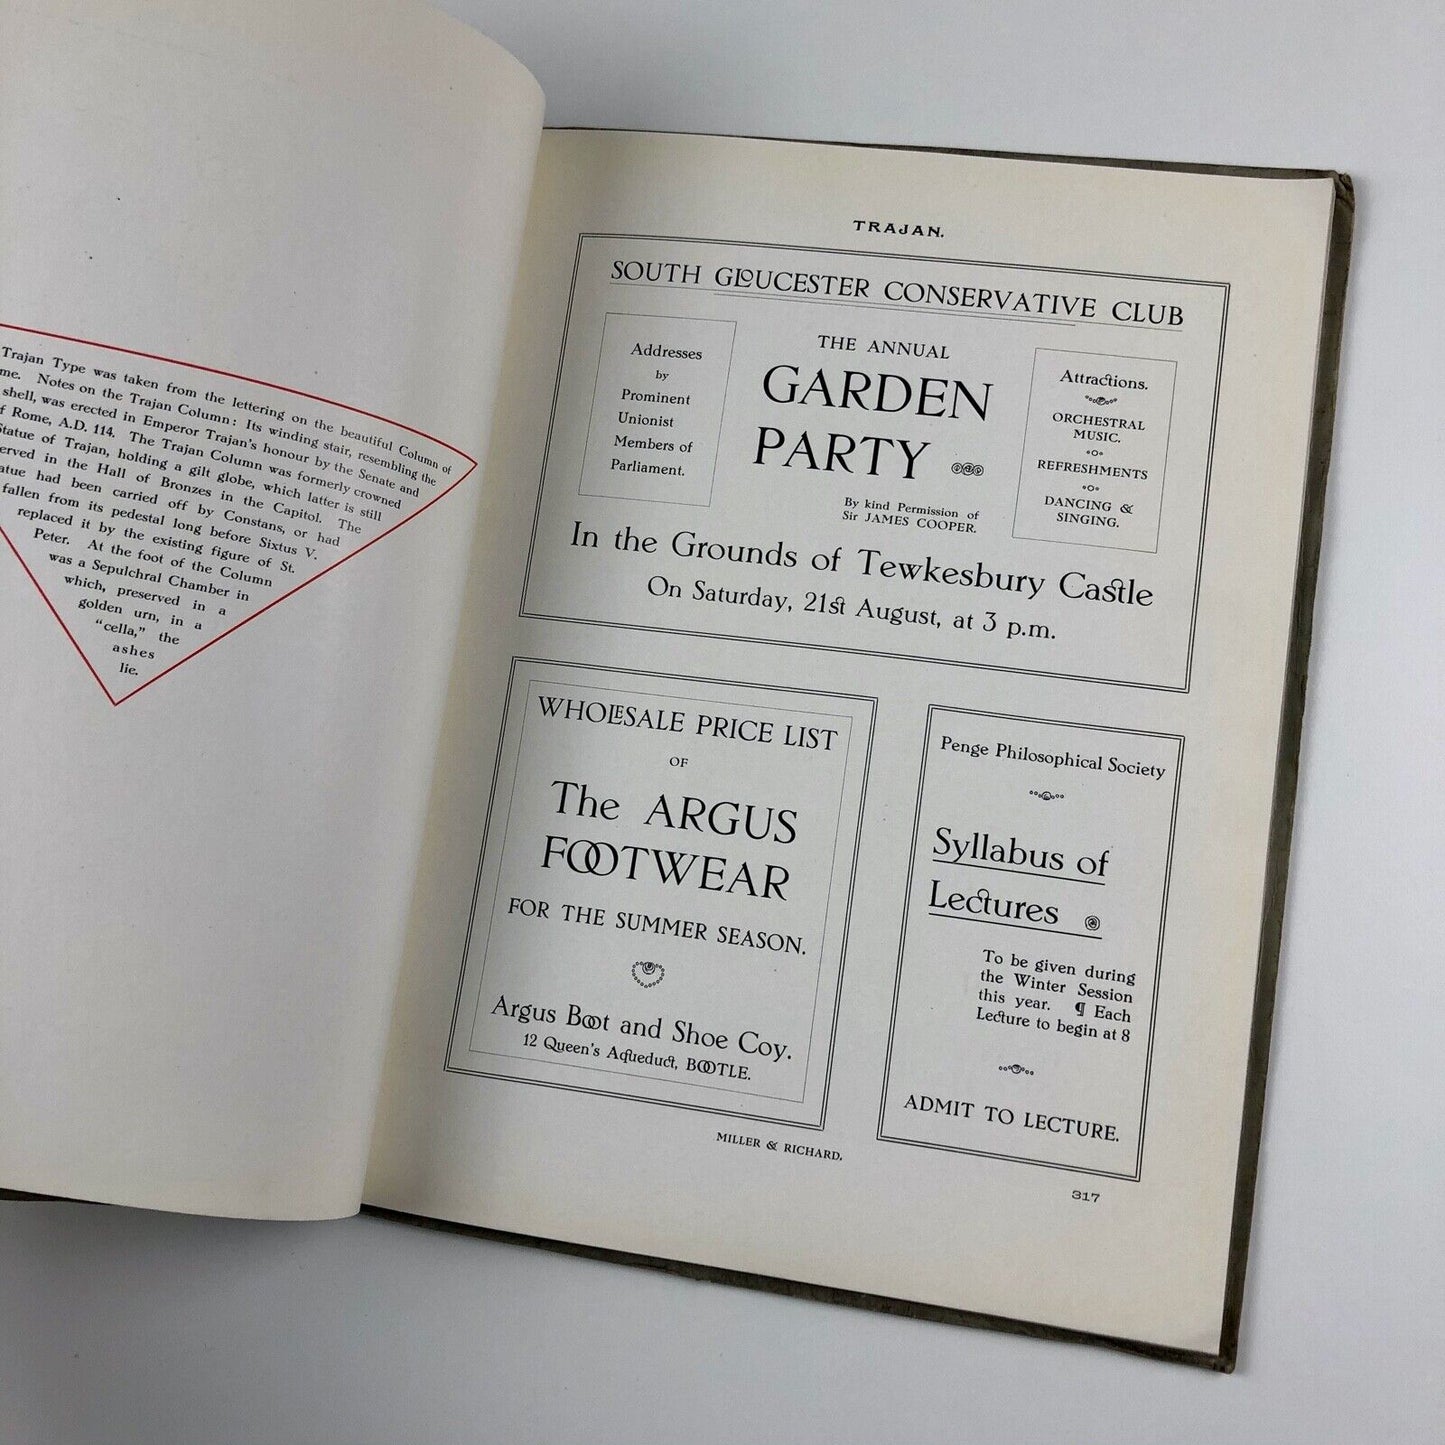 Trajan Type was taken from the lettering on the beautiful Column of
me. Notes on the Trajan Column: Its winding stair, resembling the
shell, was erected in Emperor Trajan's honour by the Senate and
of Rome, A.D. 114. The Trajan Column was formerly crowned
Statue of Trajan, holding a gilt globe, which latter is still
erved in the Hall of Bronzes in the Capitol. The
atue had been carried off by Constans, or had
fallen from its pedestal long before Sixtus V.
replaced it by the existing figure of St.
Peter. At the foot of the Column
was a Sepulchral Chamber in
which, preserved in a
golden urn, in a
"cella," the
ashes
lie.
TRAJAN.
SOUTH GLOUCESTER CONSERVATIVE CLUB
Addresses
by
Prominent
Unionist
Members of
Parliament.
THE ANNUAL
GARDEN
PARTY
By kind Permission of
Sir JAMES COOPER.
Attractions.
ORCHESTRAL
MUSIC.
REFRESHMENTS
DANCING &
SINGING.
In the Grounds of Tewkesbury Castle
On Saturday, 21st August, at 3 p.m.
WHOLESALE PRICE LIST
OF
The ARGUS
FOOTWEAR
FOR THE SUMMER SEASON.
Argus Boot and Shoe Coy.
12 Queen's Aqueduct, BOOTLE.
Penge Philosophical Society
Syllabus of
Lectures
To be given during
the Winter Session
this year. ¶ Each
Lecture to begin at 8
ADMIT TO LECTURE.
MILLER & RICHARD.
317